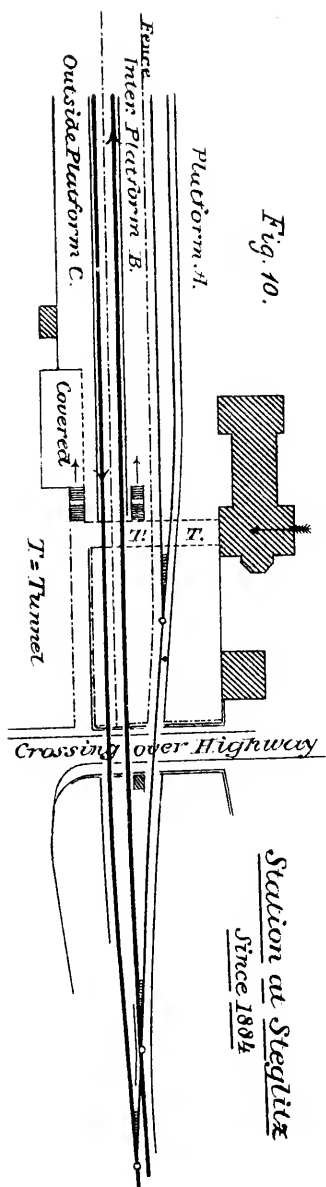 Fig. 10.
Platform A.
Fence
Inter Platform B.
Outside Platform C.
Covered
T.
T!
T = Tunnel
Crossing over Highway
Station at Steglitz
Since 1884